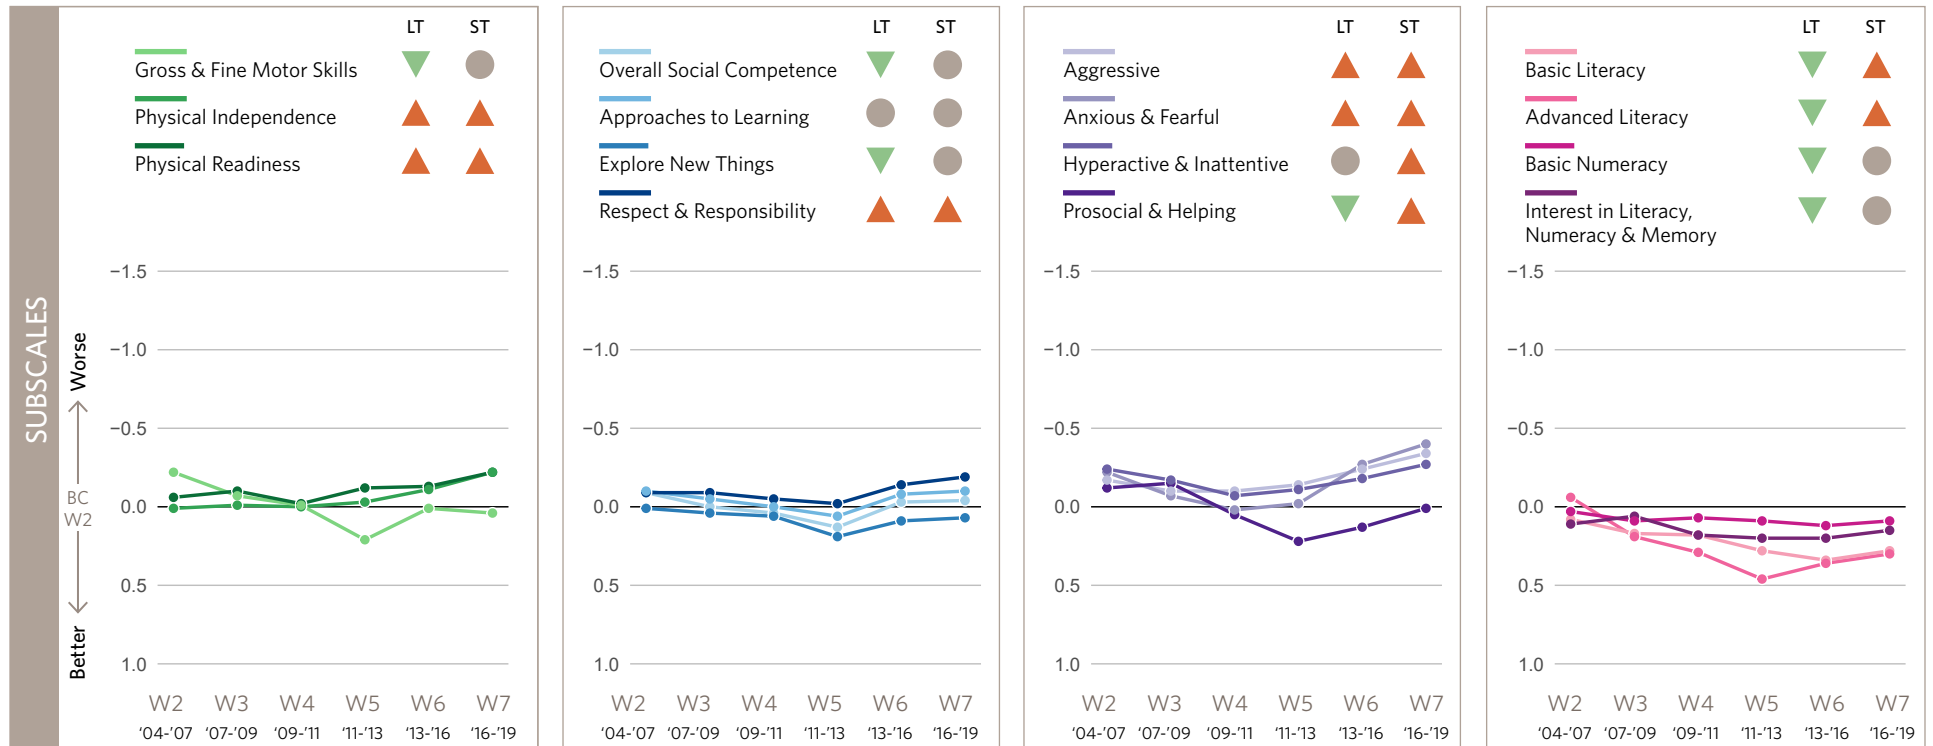 SUBSCALES
Worse
BC
W2
Better
LT ST
Gross & Fine Motor Skills
Physical Independence
Physical Readiness
−1.5
−1.0
−0.5
0.0
0.5
1.0
W2 W3 W4 W5 W6 W7
‘04-’07 ‘07-’09 ‘09-’11 ‘11-’13 ‘13-’16 ‘16-’19
LT ST
Overall Social Competence
Approaches to Learning
Explore New Things
Respect & Responsibility
−1.5
−1.0
−0.5
0.0
0.5
1.0
W2 W3 W4 W5 W6 W7
‘04-’07 ‘07-’09 ‘09-’11 ‘11-’13 ‘13-’16 ‘16-’19
LT ST
Aggressive
Anxious & Fearful
Hyperactive & Inattentive
Prosocial & Helping
−1.5
−1.0
−0.5
0.0
0.5
1.0
W2 W3 W4 W5 W6 W7
‘04-’07 ‘07-’09 ‘09-’11 ‘11-’13 ‘13-’16 ‘16-’19
LT ST
Basic Literacy
Advanced Literacy
Basic Numeracy
Interest in Literacy,
Numeracy & Memory
−1.5
−1.0
−0.5
0.0
0.5
1.0
W2 W3 W4 W5 W6 W7
‘04-’07 ‘07-’09 ‘09-’11 ‘11-’13 ‘13-’16 ‘16-’19